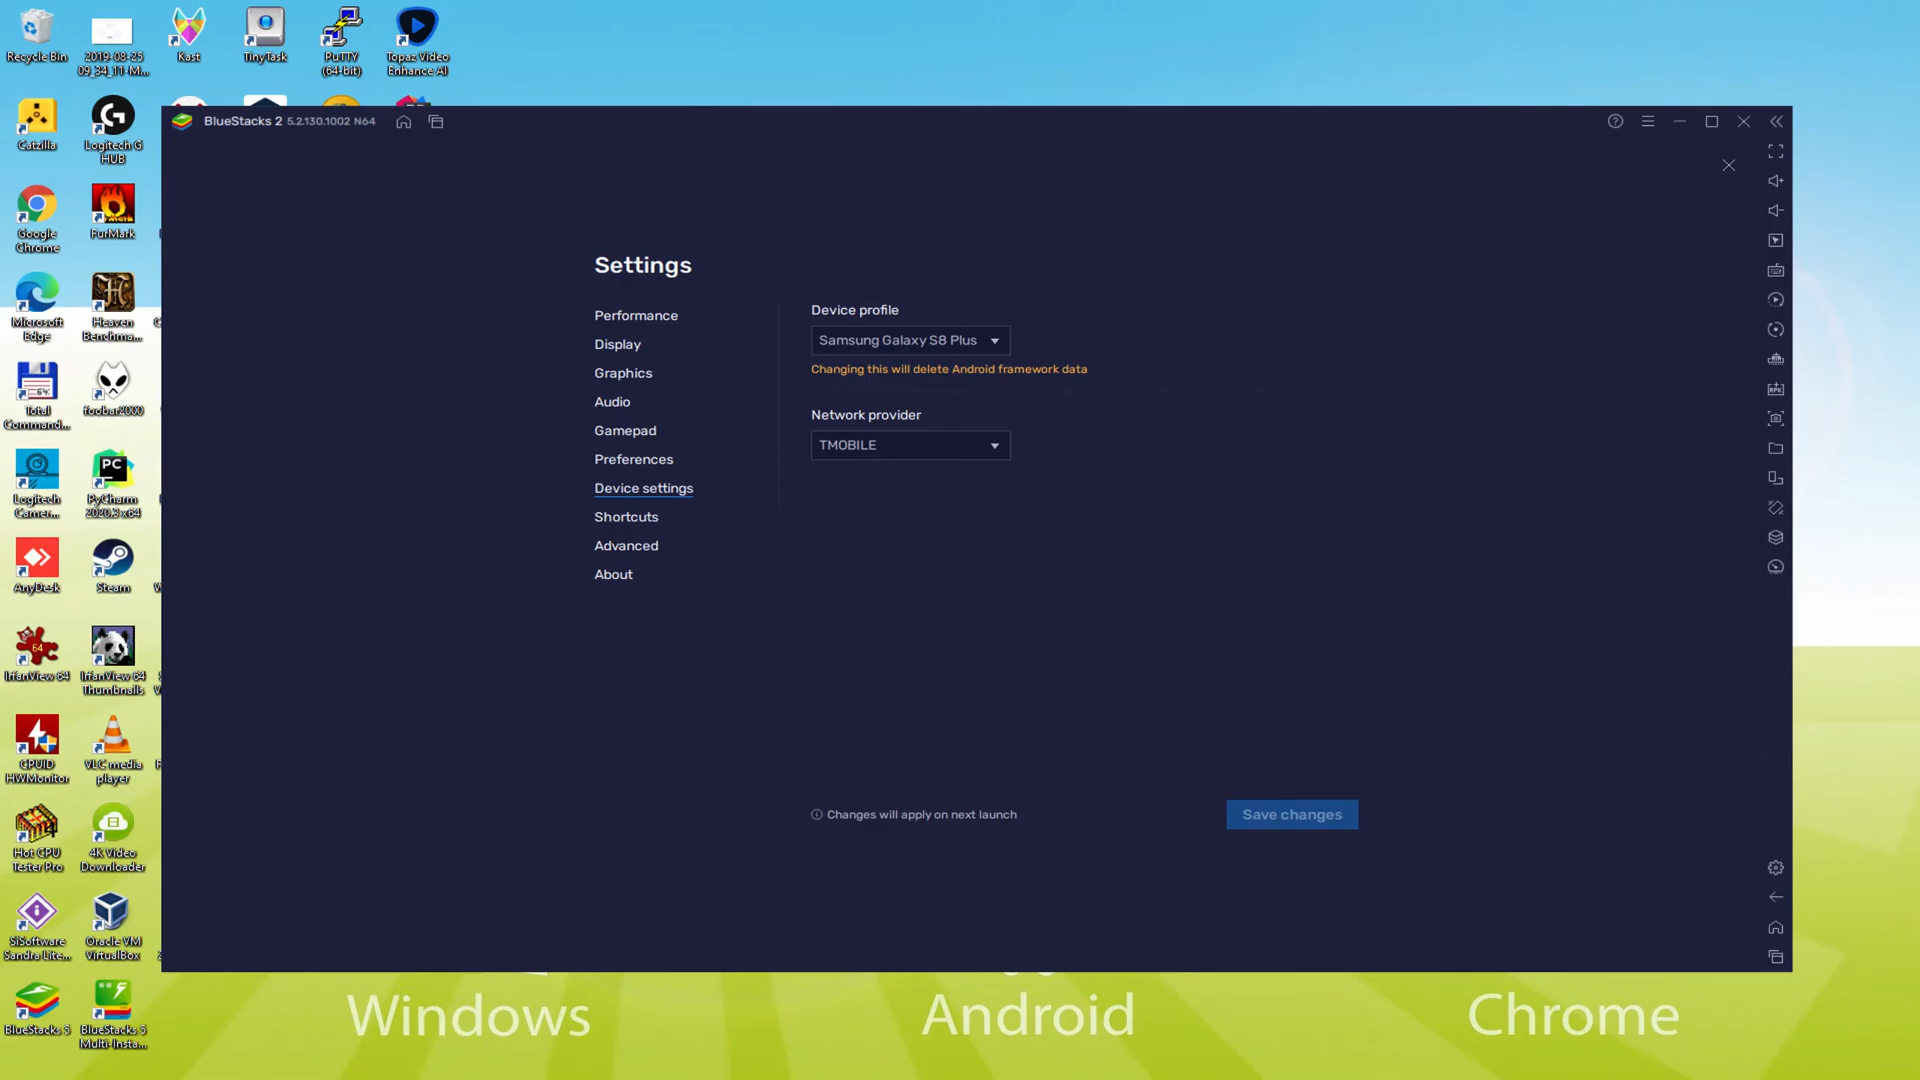 Recycle Bin
2019-08-25
09_34_11-M...
Kast
TinyTask
PuTTY
(64-bit)
Topaz Video
Enhance AI
Catzilla
Logitech G
HUB
Google
Chrome
FurMark
Microsoft
Edge
Heaven
Benchma...
Total
Command...
foobar2000
Logitech
Camer...
PyCharm
2020.3 x64
AnyDesk
Steam
IrfanView 64
IrfanView 64
Thumbnails
CPUID
HWMonitor
VLC media
player
Hot CPU
Tester Pro
4K Video
Downloader
SiSoftware
Sandra Lite...
Oracle VM
VirtualBox
BlueStacks 5
BlueStacks 5
Multi-Insta...
BlueStacks 2 5.2.130.1002 N64
Settings
Performance
Display
Graphics
Audio
Gamepad
Preferences
Device settings
Shortcuts
Advanced
About
Device profile
Samsung Galaxy S8 Plus
Changing this will delete Android framework data
Network provider
TMOBILE
Changes will apply on next launch
Save changes
Windows
Android
Chrome